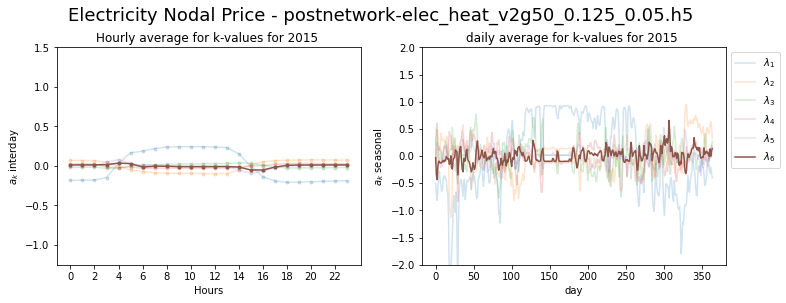 Electricity Nodal Price - postnetwork-elec_heat_v2g50_0.125_0.05.h5
Hourly average for k-values for 2015
1.5
1.0
0.5
0.0
−0.5
−1.0
a_k interday
0 2 4 6 8 10 12 14 16 18 20 22
Hours
daily average for k-values for 2015
2.0
1.5
1.0
0.5
0.0
−0.5
−1.0
−1.5
−2.0
a_k seasonal
0 50 100 150 200 250 300 350
day
λ₁
λ₂
λ₃
λ₄
λ₅
λ₆